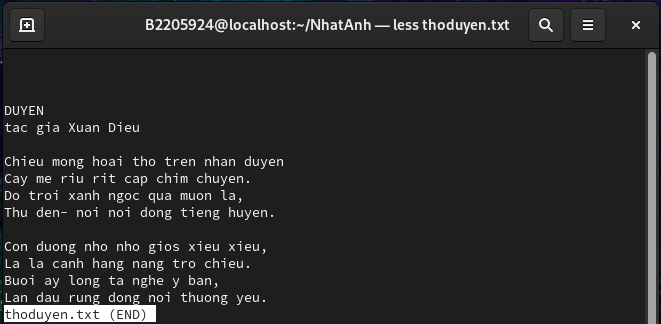 B2205924@localhost:~/NhatAnh — less thoduyen.txt
DUYEN
tac gia Xuan Dieu
Chieu mong hoai tho tren nhan duyen
Cay me riu rit cap chim chuyen.
Do troi xanh ngoc qua muon la,
Thu den- noi noi dong tieng huyen.
Con duong nho nho gios xieu xieu,
La la canh hang nang tro chieu.
Buoi ay long ta nghe y ban,
Lan dau rung dong noi thuong yeu.
thoduyen.txt (END)